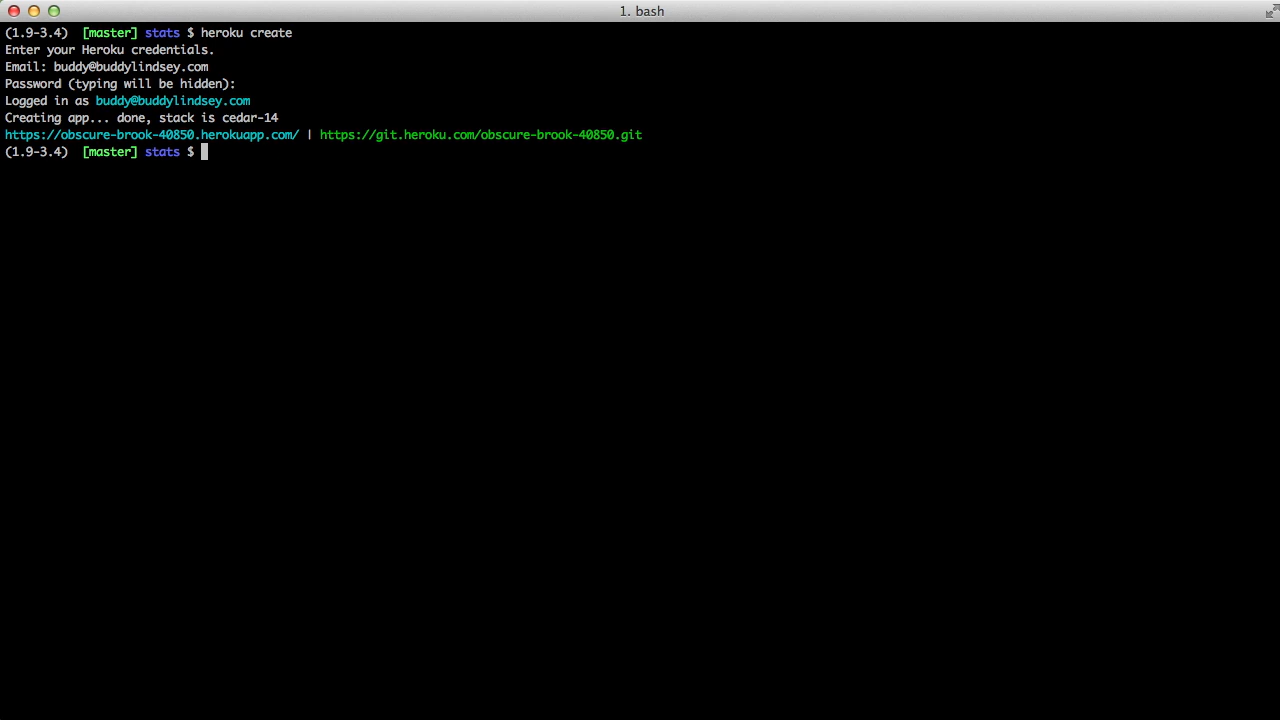 1. bash
(1.9-3.4) [master] stats $ heroku create
Enter your Heroku credentials.
Email: buddy@buddylindsey.com
Password (typing will be hidden):
Logged in as buddy@buddylindsey.com
Creating app... done, stack is cedar-14
https://obscure-brook-40850.herokuapp.com/ | https://git.heroku.com/obscure-brook-40850.git
(1.9-3.4) [master] stats $